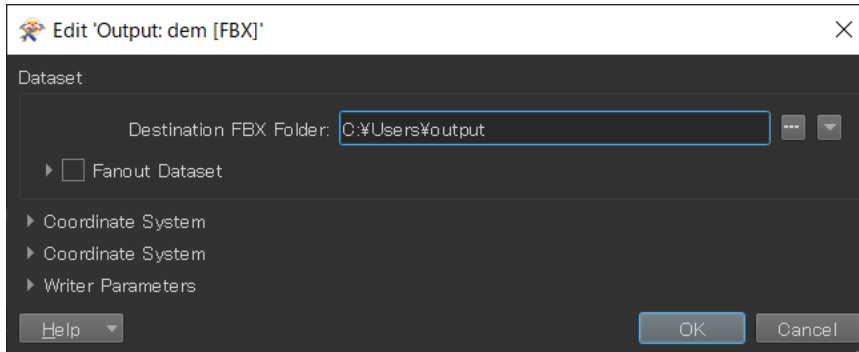 Edit 'Output: dem [FBX]'
Dataset
Destination FBX Folder: C:¥Users¥output
Fanout Dataset
Coordinate System
Coordinate System
Writer Parameters
Help OK Cancel